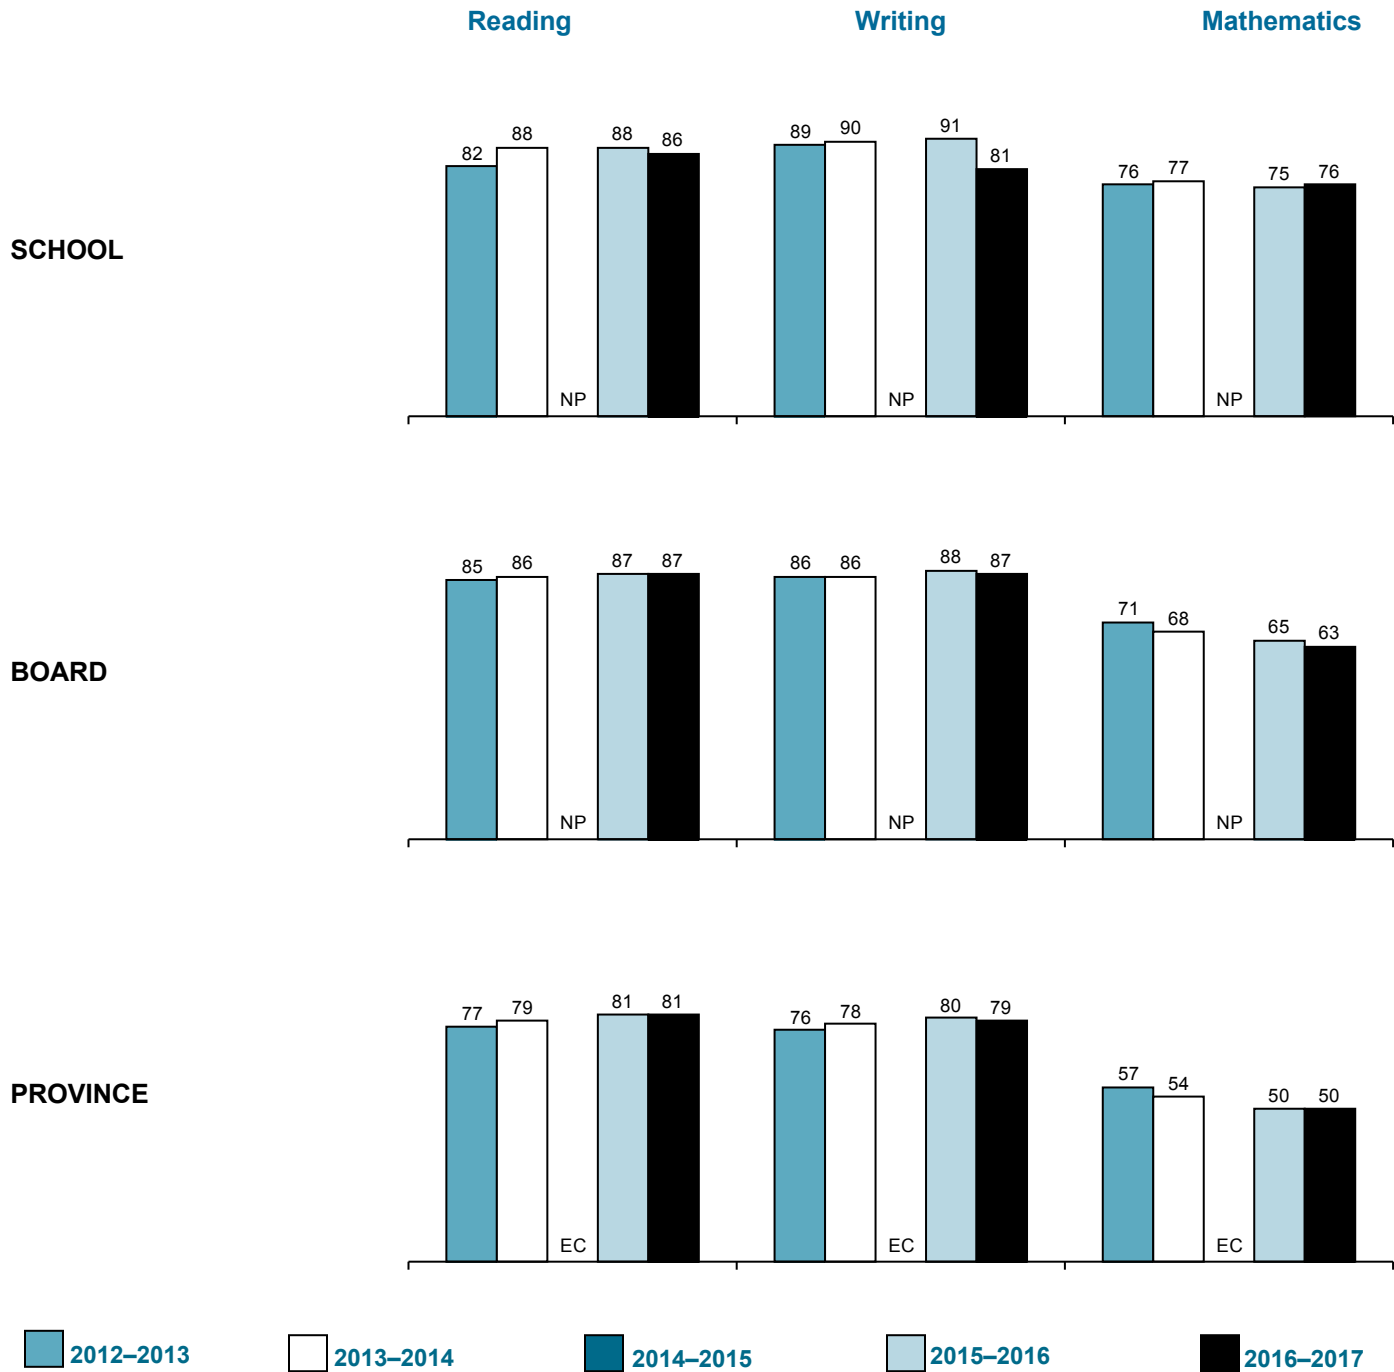 Reading Writing Mathematics
SCHOOL
82 88 NP 88 86 89 90 NP 91 81 76 77 NP 75 76
BOARD
85 86 NP 87 87 86 86 NP 88 87 71 68 NP 65 63
PROVINCE
77 79 EC 81 81 76 78 EC 80 79 57 54 EC 50 50
2012–2013 2013–2014 2014–2015 2015–2016 2016–2017